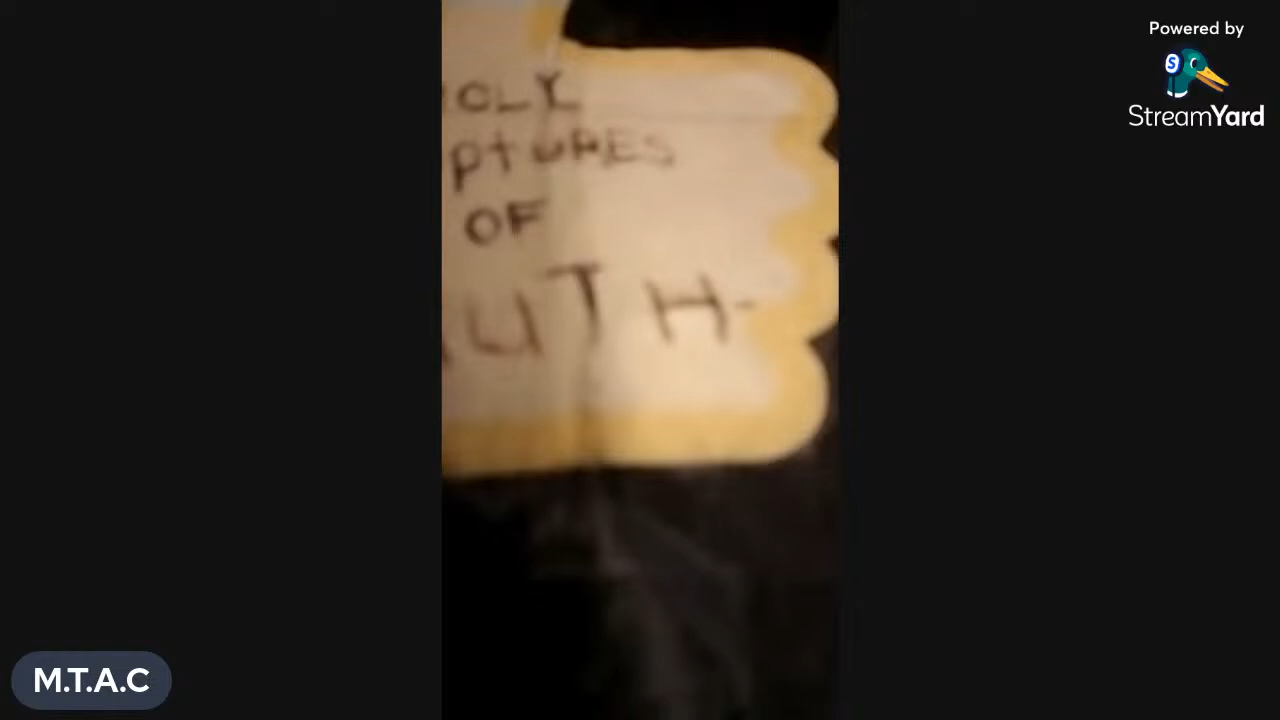 Powered by
StreamYard
OLY
PTURES
OF
UTH-
M.T.A.C